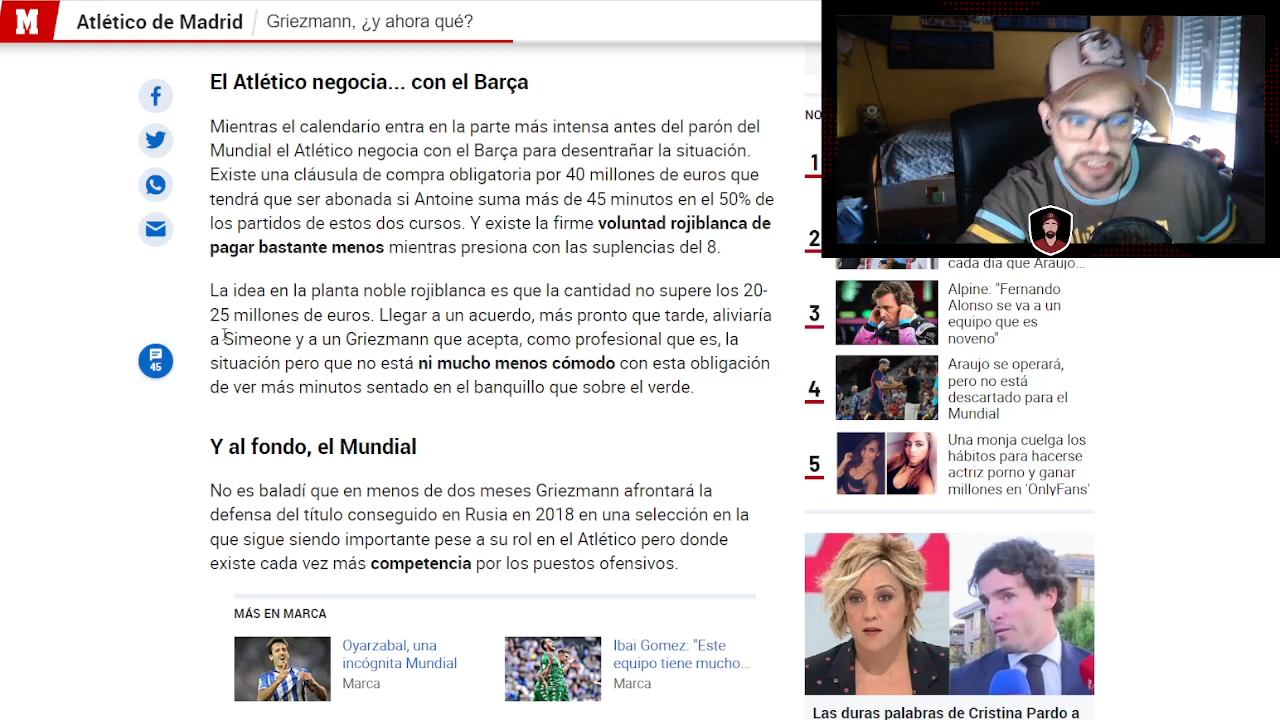 M
Atlético de Madrid
Griezmann, ¿y ahora qué?
El Atlético negocia... con el Barça
Mientras el calendario entra en la parte más intensa antes del parón del
Mundial el Atlético negocia con el Barça para desentrañar la situación.
Existe una cláusula de compra obligatoria por 40 millones de euros que
tendrá que ser abonada si Antoine suma más de 45 minutos en el 50% de
los partidos de esos dos cursos. Y existe la firme voluntad rojiblanca de
pagar bastante menos mientras presiona con las suplencias del 8.
La idea en la planta noble rojiblanca es que la cantidad no supere los 20-
25 millones de euros. Llegar a un acuerdo, más pronto que tarde, aliviaría
a Simeone y a un Griezmann que acepta, como profesional que es, la
situación pero que no está ni mucho menos cómodo con esta obligación
de ver más minutos sentado en el banquillo que sobre el verde.
45
Y al fondo, el Mundial
No es baladí que en menos de dos meses Griezmann afrontará la
defensa del título conseguido en Rusia en 2018 en una selección en la
que sigue siendo importante pese a su rol en el Atlético pero donde
existe cada vez más competencia por los puestos ofensivos.
MÁS EN MARCA
Oyarzabal, una
incógnita Mundial
Marca
Ibai Gomez: "Este
equipo tiene mucho...
Marca
NO
1
2
cada día que Araujo...
3
Alpine: "Fernando
Alonso se va a un
equipo que es
noveno"
4
Araujo se operará,
pero no está
descartado para el
Mundial
5
Una monja cuelga los
hábitos para hacerse
actriz porno y ganar
millones en 'OnlyFans'
Las duras palabras de Cristina Pardo a